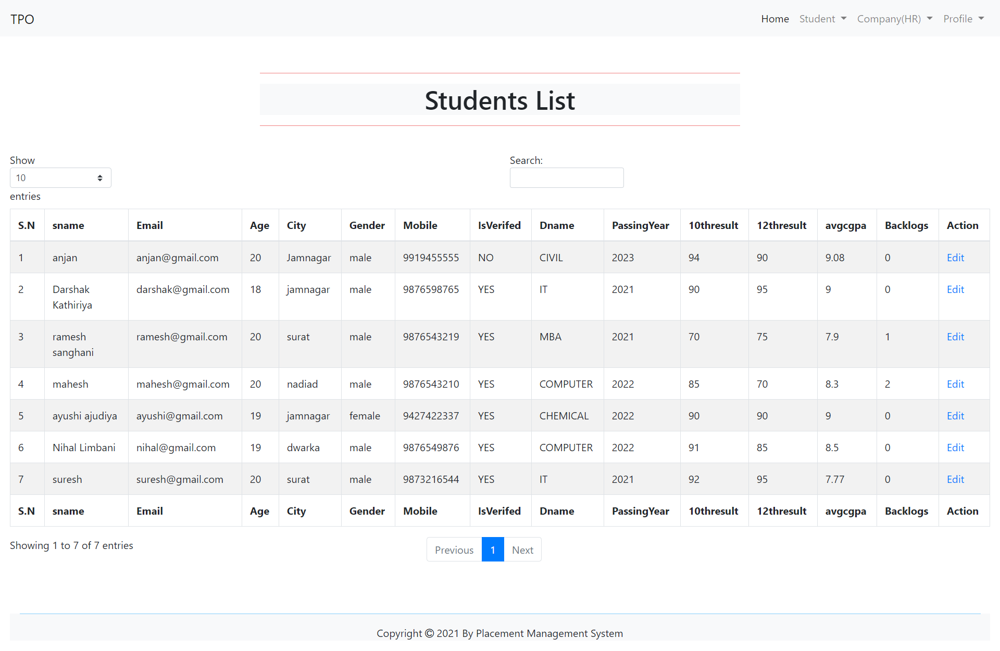 TPO Home Student Company(HR) Profile
Students List
Show
10
entries
Search:
S.N sname Email Age City Gender Mobile IsVerifed Dname PassingYear 10thresult 12thresult avgcgpa Backlogs Action
1 anjan anjan@gmail.com 20 Jamnagar male 9919455555 NO CIVIL 2023 94 90 9.08 0 Edit
2 Darshak Kathiriya darshak@gmail.com 18 jamnagar male 9876598765 YES IT 2021 90 95 9 0 Edit
3 ramesh sanghani ramesh@gmail.com 20 surat male 9876543219 YES MBA 2021 70 75 7.9 1 Edit
4 mahesh mahesh@gmail.com 20 nadiad male 9876543210 YES COMPUTER 2022 85 70 8.3 2 Edit
5 ayushi ajudiya ayushi@gmail.com 19 jamnagar female 9427422337 YES CHEMICAL 2022 90 90 9 0 Edit
6 Nihal Limbani nihal@gmail.com 19 dwarka male 9876549876 YES COMPUTER 2022 91 85 8.5 0 Edit
7 suresh suresh@gmail.com 20 surat male 9873216544 YES IT 2021 92 95 7.77 0 Edit
S.N sname Email Age City Gender Mobile IsVerifed Dname PassingYear 10thresult 12thresult avgcgpa Backlogs Action
Showing 1 to 7 of 7 entries
Previous 1 Next
Copyright © 2021 By Placement Management System